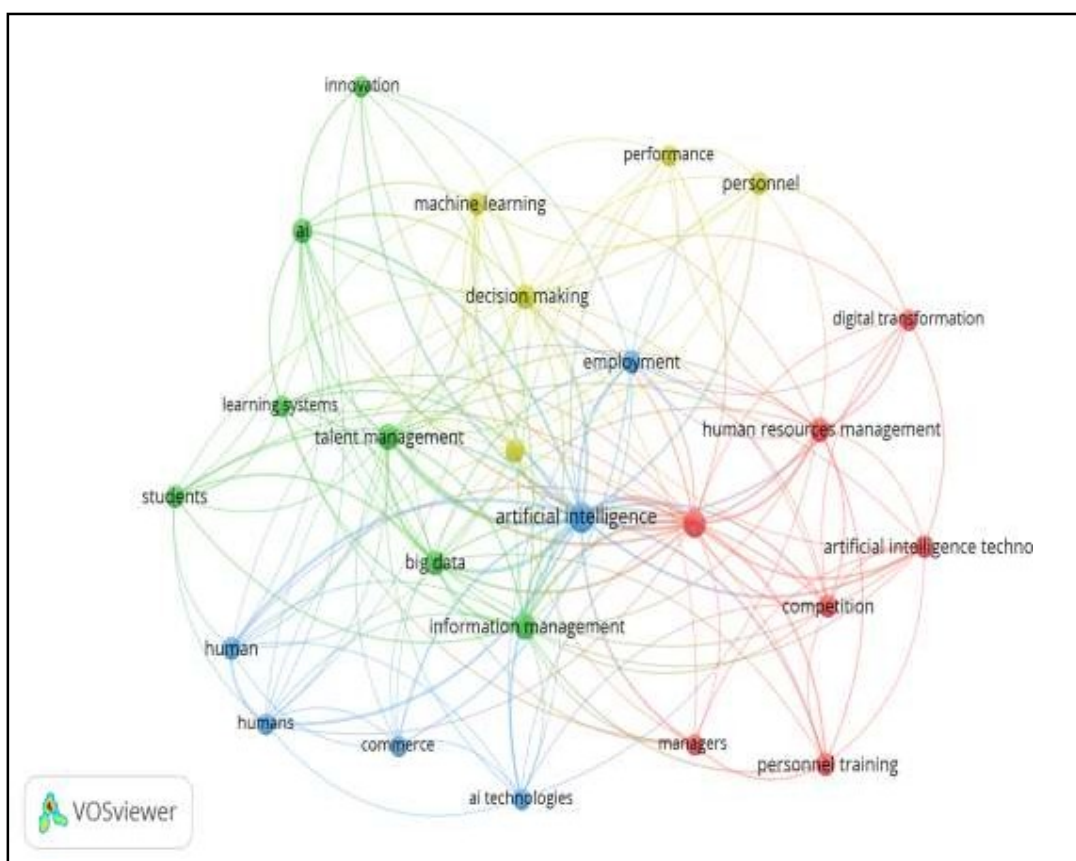 innovation
performance
personnel
machine learning
ai
decision making
digital transformation
employment
learning systems
human resources management
talent management
students
artificial intelligence
artificial intelligence techno
big data
competition
information management
human
humans
managers
commerce
personnel training
ai technologies
VOSviewer